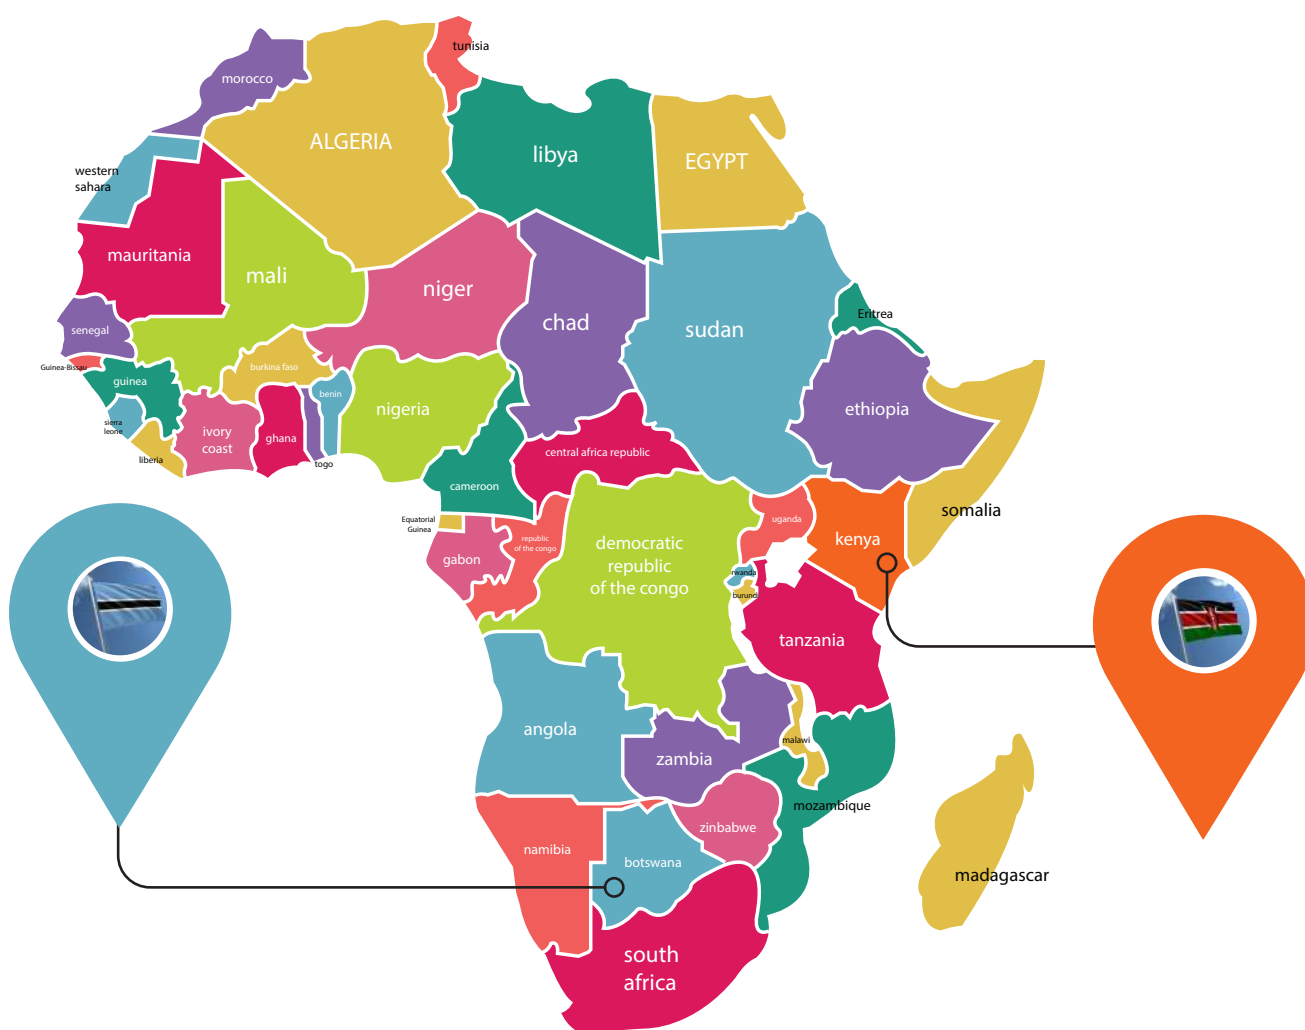 tunisia
morocco
ALGERIA
libya
EGYPT
western
sahara
mauritania
mali
niger
chad
sudan
Eritrea
senegal
Guinea-Bissau
guinea
burkina faso
benin
nigeria
ethiopia
sierra
leone
liberia
ivory
coast
ghana
togo
cameroon
central africa republic
somalia
Equatorial
Guinea
gabon
republic
of the congo
democratic
republic
of the congo
uganda
kenya
rwanda
burundi
tanzania
angola
zambia
malawi
mozambique
namibia
botswana
zimbabwe
madagascar
south
africa